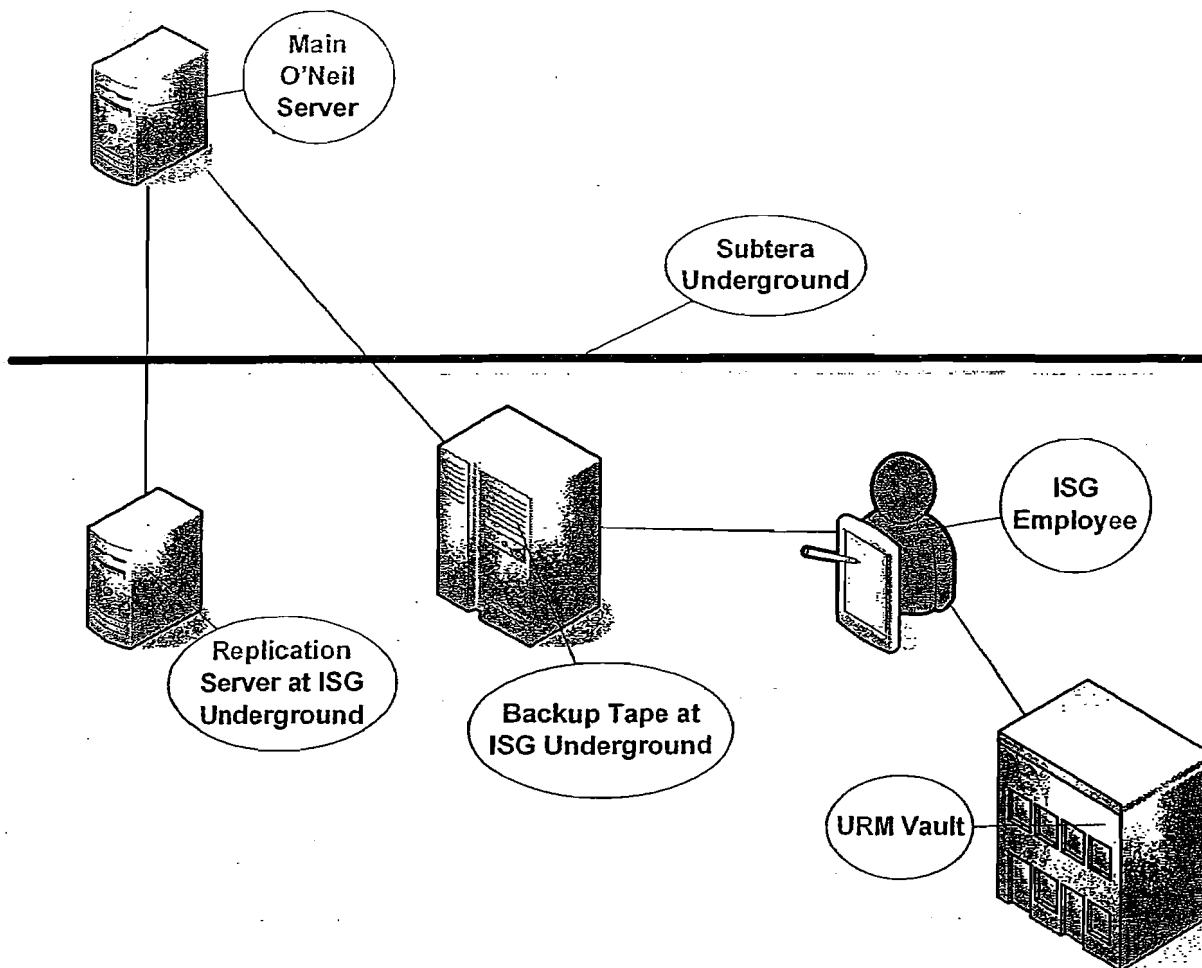 Main
O'Neil
Server
Subtera
Underground
ISG
Employee
Replication
Server at ISG
Underground
Backup Tape at
ISG Underground
URM Vault